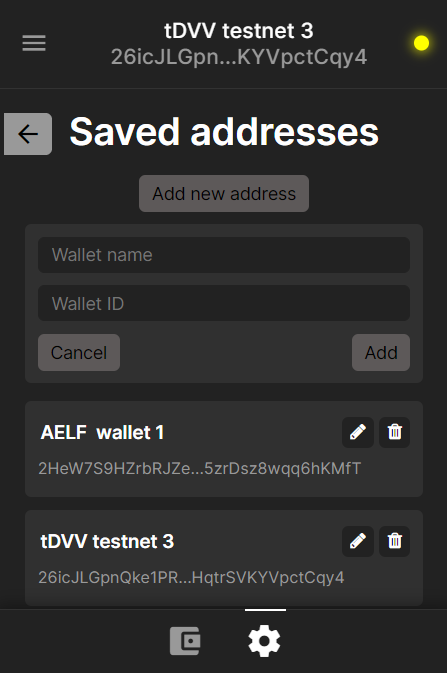 tDVV testnet 3
26icJLGpn...KYVpctCqy4
Saved addresses
Add new address
Wallet name
Wallet ID
Cancel
Add
AELF  wallet 1
2HeW7S9HZrbRJZe...5zrDsz8wqq6hKMfT
tDVV testnet 3
26icJLGpnQke1PR...HqtrSVKYVpctCqy4